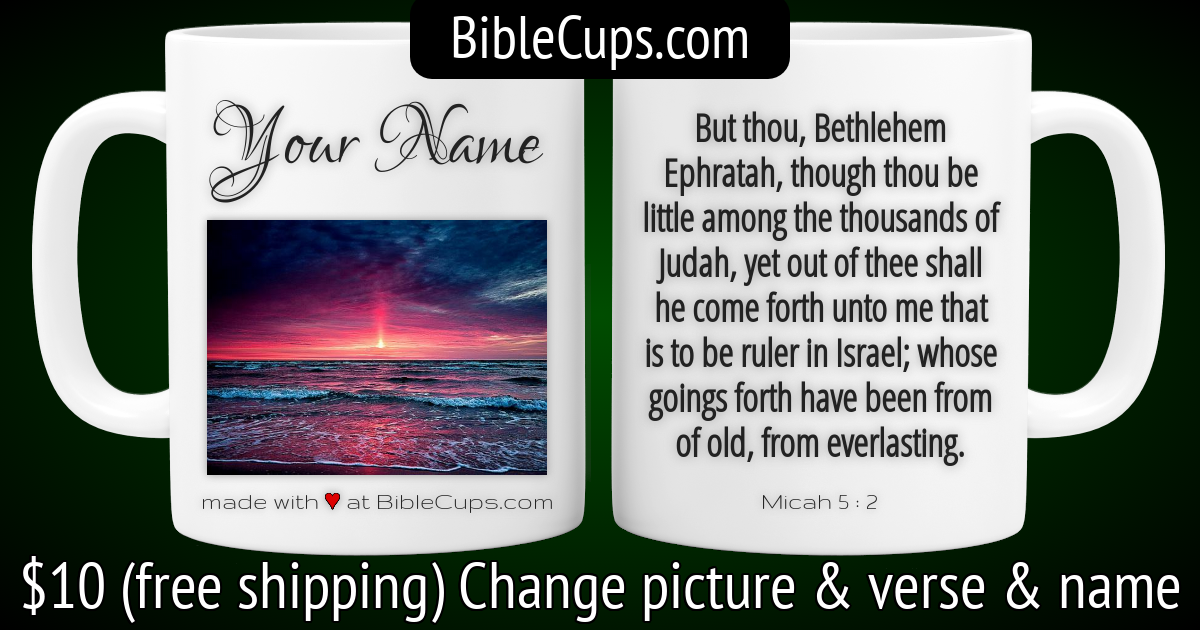 BibleCups.com
Your Name
made with ♥ at BibleCups.com
But thou, Bethlehem
Ephratah, though thou be
little among the thousands of
Judah, yet out of thee shall
he come forth unto me that
is to be ruler in Israel; whose
goings forth have been from
of old, from everlasting.
Micah 5 : 2
$10 (free shipping) Change picture & verse & name